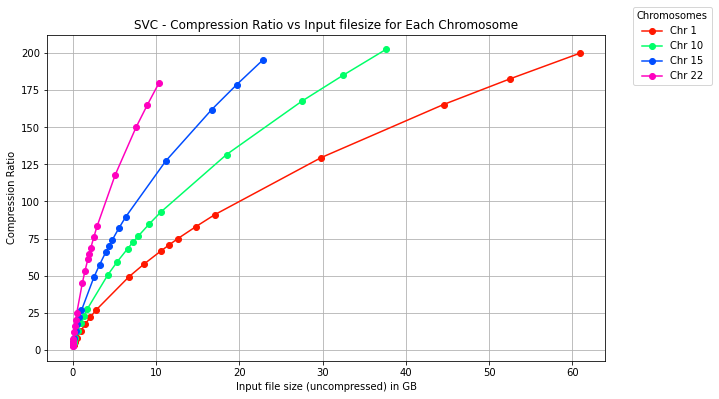 SVC - Compression Ratio vs Input filesize for Each Chromosome
Chromosomes
Chr 1
Chr 10
Chr 15
Chr 22
Compression Ratio
200
175
150
125
100
75
50
25
0
0 10 20 30 40 50 60
Input file size (uncompressed) in GB